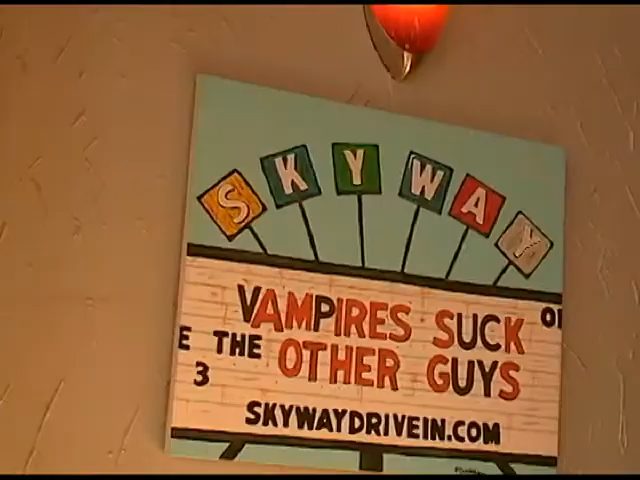 SKYWAY
VAMPIRES SUCK
E THE OTHER GUYS
3
SKYWAYDRIVEIN.COM